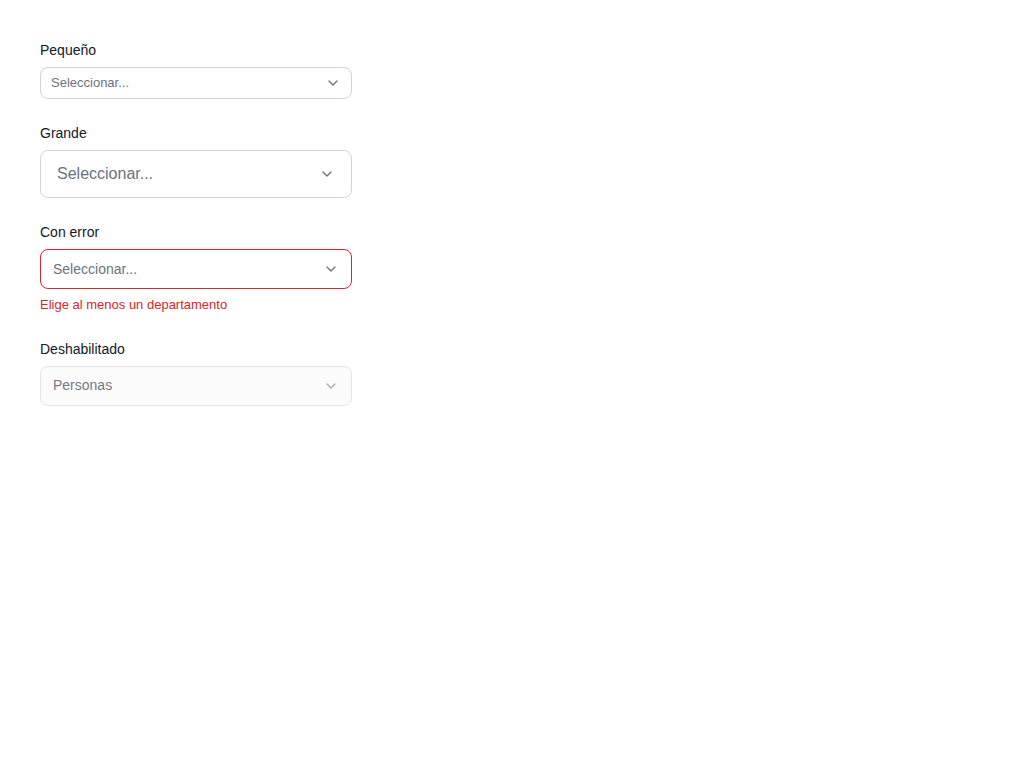 Pequeño
Seleccionar...
Grande
Seleccionar...
Con error
Seleccionar...
Elige al menos un departamento
Deshabilitado
Personas